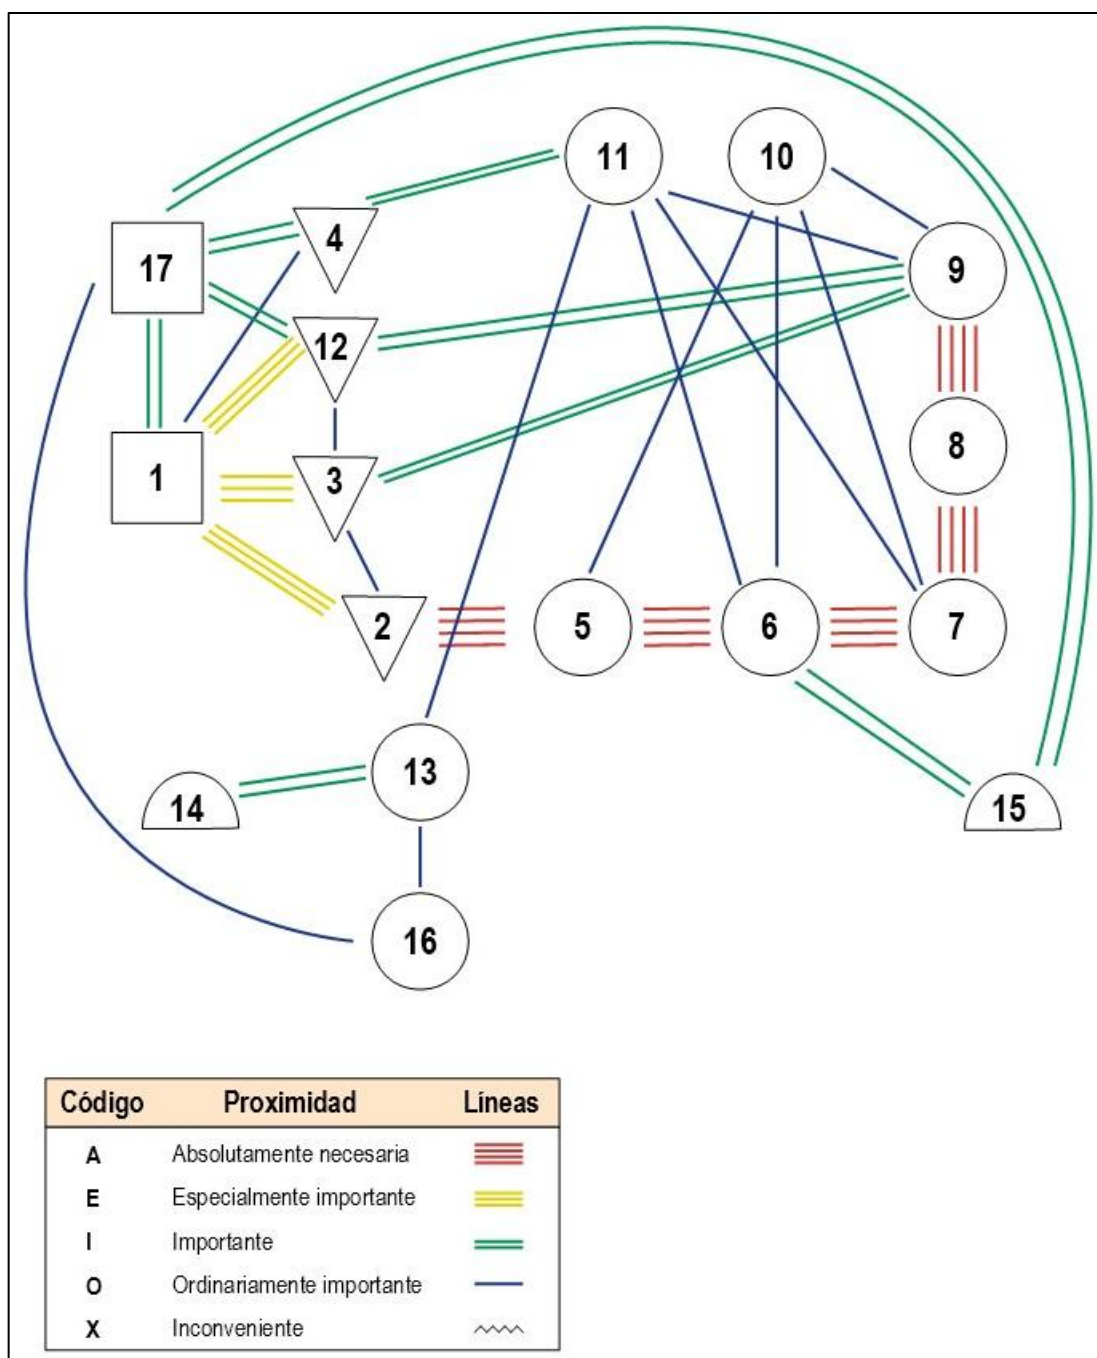 11
10
4
17
9
12
8
1
3
2
5
6
7
13
14
15
16
Código Proximidad Líneas
A Absolutamente necesaria
E Especialmente importante
I Importante
O Ordinariamente importante
X Inconveniente